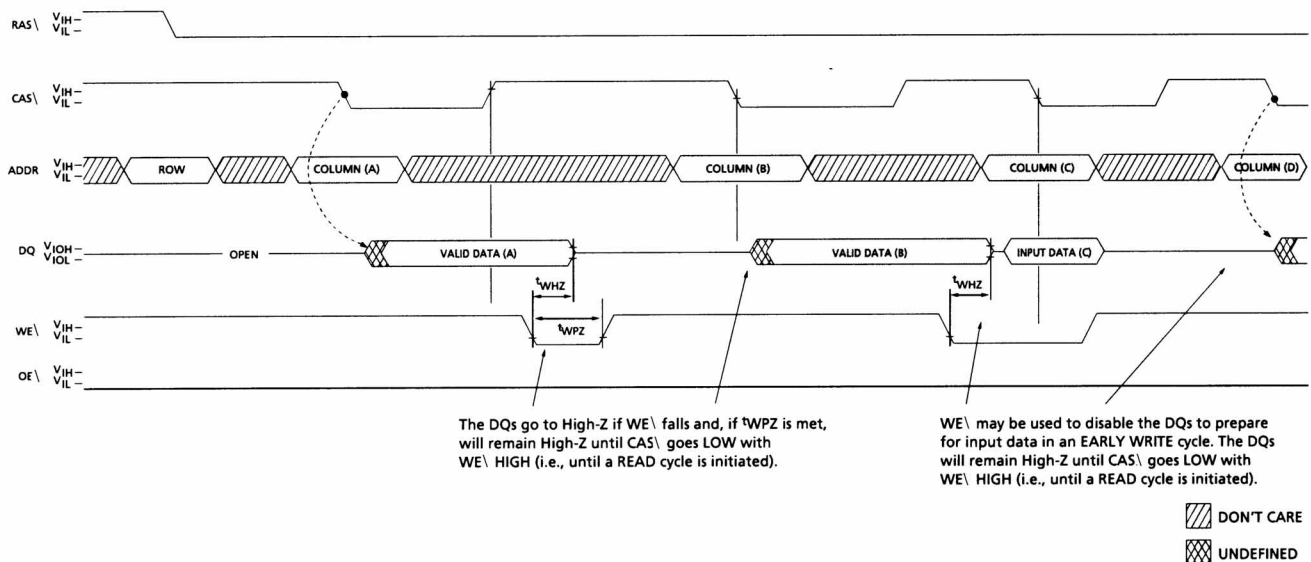 RAS\ VIH–
VIL –
CAS\ VIH–
VIL –
ADDR VIH–
VIL –
ROW COLUMN (A) COLUMN (B) COLUMN (C) COLUMN (D)
DQ VIOH–
VIOL–
OPEN VALID DATA (A) VALID DATA (B) INPUT DATA (C)
tWHZ tWHZ
tWPZ
WE\ VIH–
VIL –
OE\ VIH–
VIL –
The DQs go to High-Z if WE\ falls and, if tWPZ is met,
will remain High-Z until CAS\ goes LOW with
WE\ HIGH (i.e., until a READ cycle is initiated).
WE\ may be used to disable the DQs to prepare
for input data in an EARLY WRITE cycle. The DQs
will remain High-Z until CAS\ goes LOW with
WE\ HIGH (i.e., until a READ cycle is initiated).
DON'T CARE
UNDEFINED